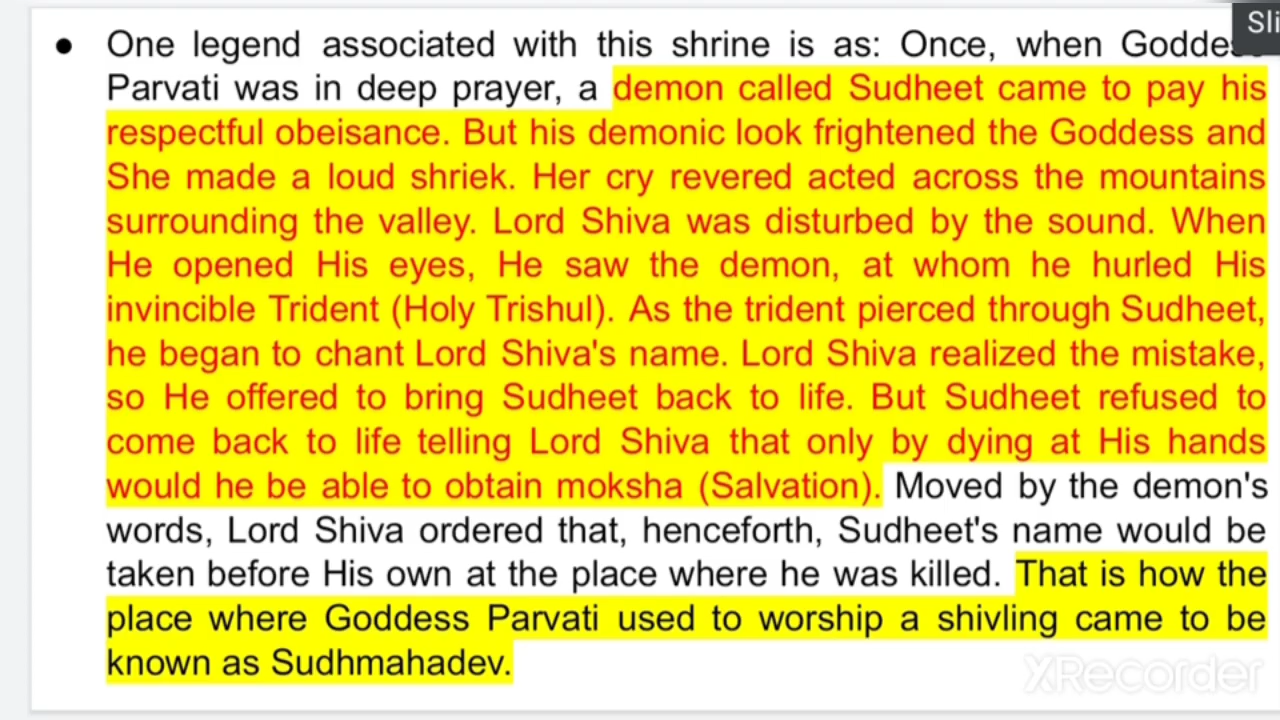 Sli
● One legend associated with this shrine is as: Once, when Goddess
Parvati was in deep prayer, a demon called Sudheet came to pay his
respectful obeisance. But his demonic look frightened the Goddess and
She made a loud shriek. Her cry revered acted across the mountains
surrounding the valley. Lord Shiva was disturbed by the sound. When
He opened His eyes, He saw the demon, at whom he hurled His
invincible Trident (Holy Trishul). As the trident pierced through Sudheet,
he began to chant Lord Shiva's name. Lord Shiva realized the mistake,
so He offered to bring Sudheet back to life. But Sudheet refused to
come back to life telling Lord Shiva that only by dying at His hands
would he be able to obtain moksha (Salvation). Moved by the demon's
words, Lord Shiva ordered that, henceforth, Sudheet's name would be
taken before His own at the place where he was killed. That is how the
place where Goddess Parvati used to worship a shivling came to be
known as Sudhmahadev.
XRecorder